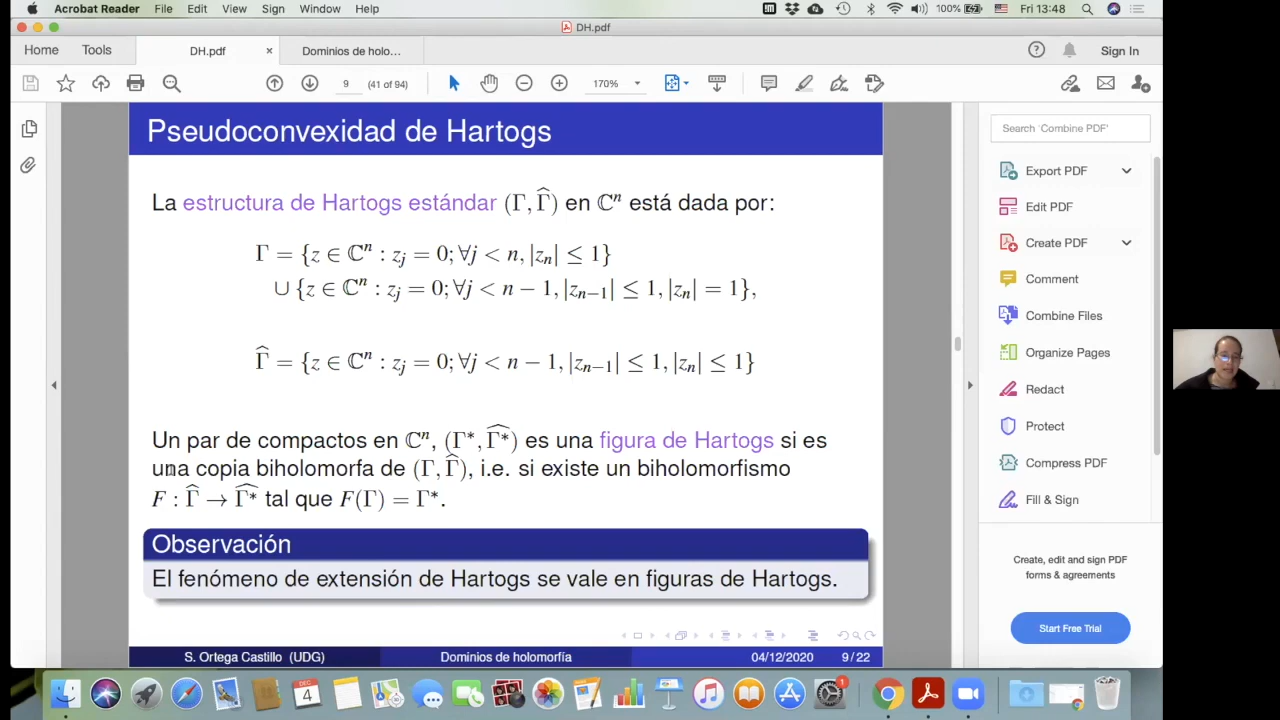 Acrobat Reader File Edit View Sign Window Help 100% Fri 13:48
DH.pdf
Home Tools DH.pdf × Dominios de holo... Sign In
9 (41 of 94) 170%
Pseudoconvexidad de Hartogs
Search 'Combine PDF'
La estructura de Hartogs estándar (Γ, Γ̂) en ℂⁿ está dada por:
Γ = {z ∈ ℂⁿ : z_j = 0; ∀j < n, |z_n| ≤ 1}
∪ {z ∈ ℂⁿ : z_j = 0; ∀j < n − 1, |z_{n−1}| ≤ 1, |z_n| = 1},
Γ̂ = {z ∈ ℂⁿ : z_j = 0; ∀j < n − 1, |z_{n−1}| ≤ 1, |z_n| ≤ 1}
Un par de compactos en ℂⁿ, (Γ*, Γ̂*) es una figura de Hartogs si es
una copia biholomorfa de (Γ, Γ̂), i.e. si existe un biholomorfismo
F : Γ̂ → Γ̂* tal que F(Γ) = Γ*.
Observación
El fenómeno de extensión de Hartogs se vale en figuras de Hartogs.
S. Ortega Castillo (UDG) Dominios de holomorfía 04/12/2020 9 / 22
Export PDF
Edit PDF
Create PDF
Comment
Combine Files
Organize Pages
Redact
Protect
Compress PDF
Fill & Sign
Create, edit and sign PDF
forms & agreements
Start Free Trial
DEC
4
1